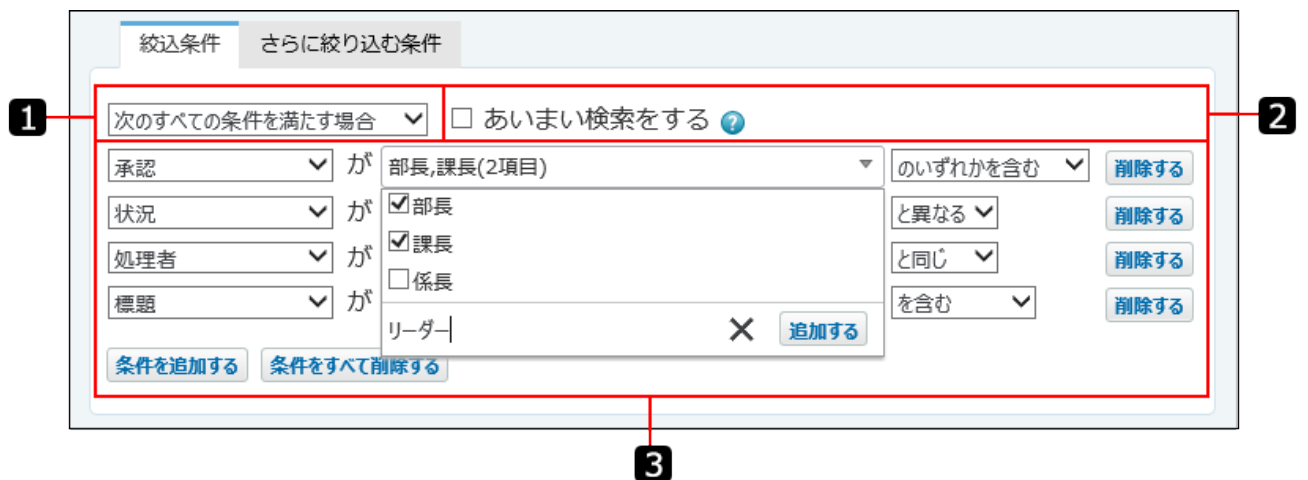 絞込条件 さらに絞り込む条件
1 次のすべての条件を満たす場合 あいまい検索をする ? 2
承認 が 部長,課長(2項目) のいずれかを含む 削除する
状況 が 部長 と異なる 削除する
課長
処理者 が と同じ 削除する
係長
標題 が を含む 削除する
リーダー 追加する
条件を追加する 条件をすべて削除する
3